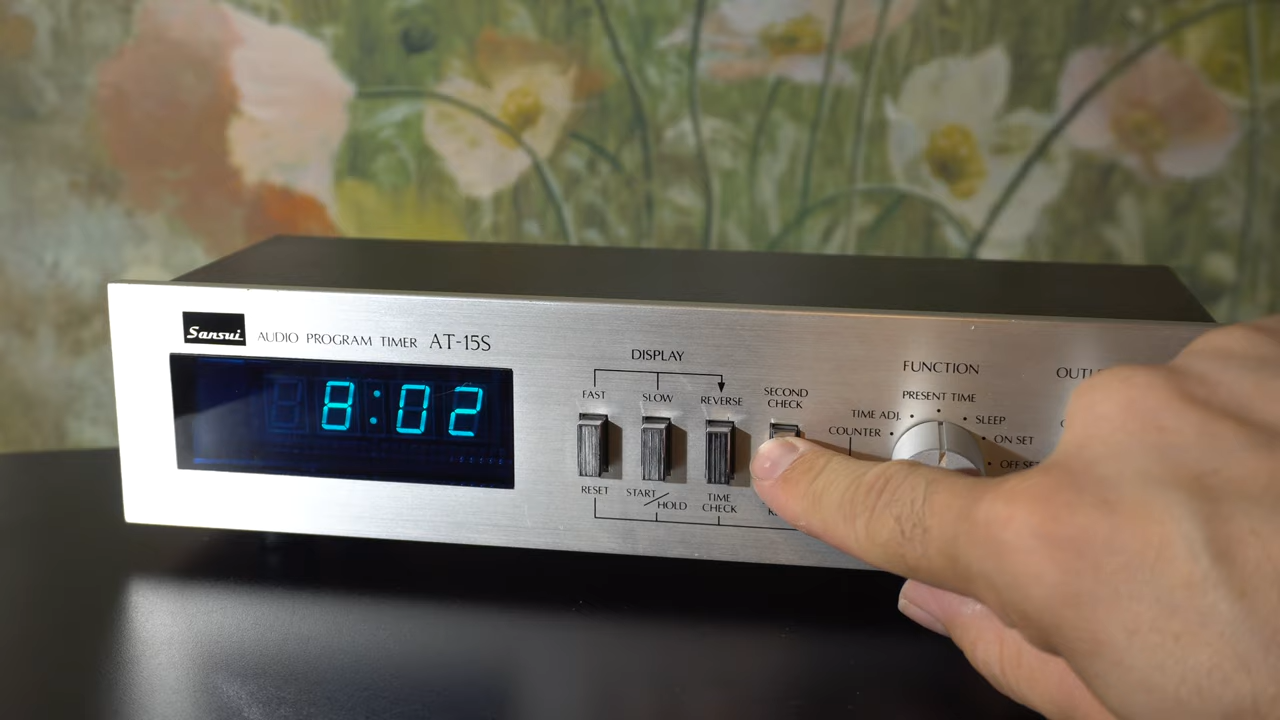 Sansui
AUDIO PROGRAM TIMER AT-15S
8:02
DISPLAY
FAST
SLOW
REVERSE
SECOND
CHECK
RESET
START/HOLD
TIME
CHECK
FUNCTION
PRESENT TIME
TIME ADJ.
SLEEP
COUNTER
ON SET
OFF